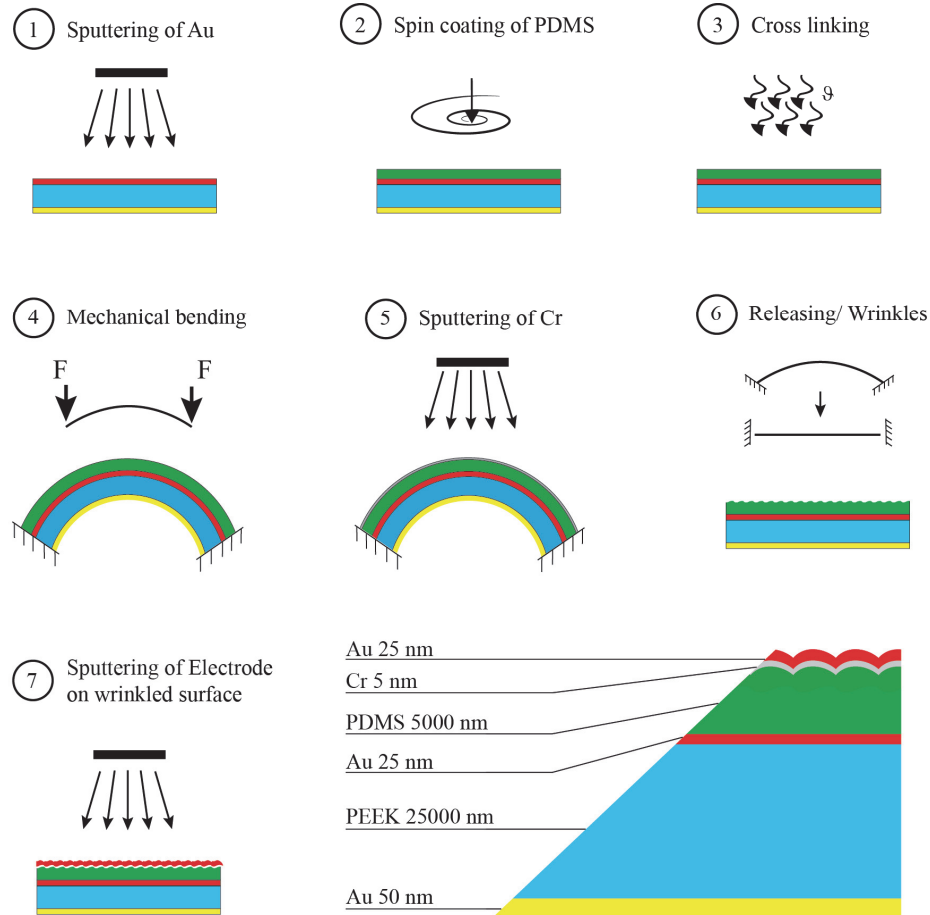 1 Sputtering of Au
2 Spin coating of PDMS
3 Cross linking
ϑ
4 Mechanical bending
F F
5 Sputtering of Cr
6 Releasing/ Wrinkles
7 Sputtering of Electrode
on wrinkled surface
Au 25 nm
Cr 5 nm
PDMS 5000 nm
Au 25 nm
PEEK 25000 nm
Au 50 nm